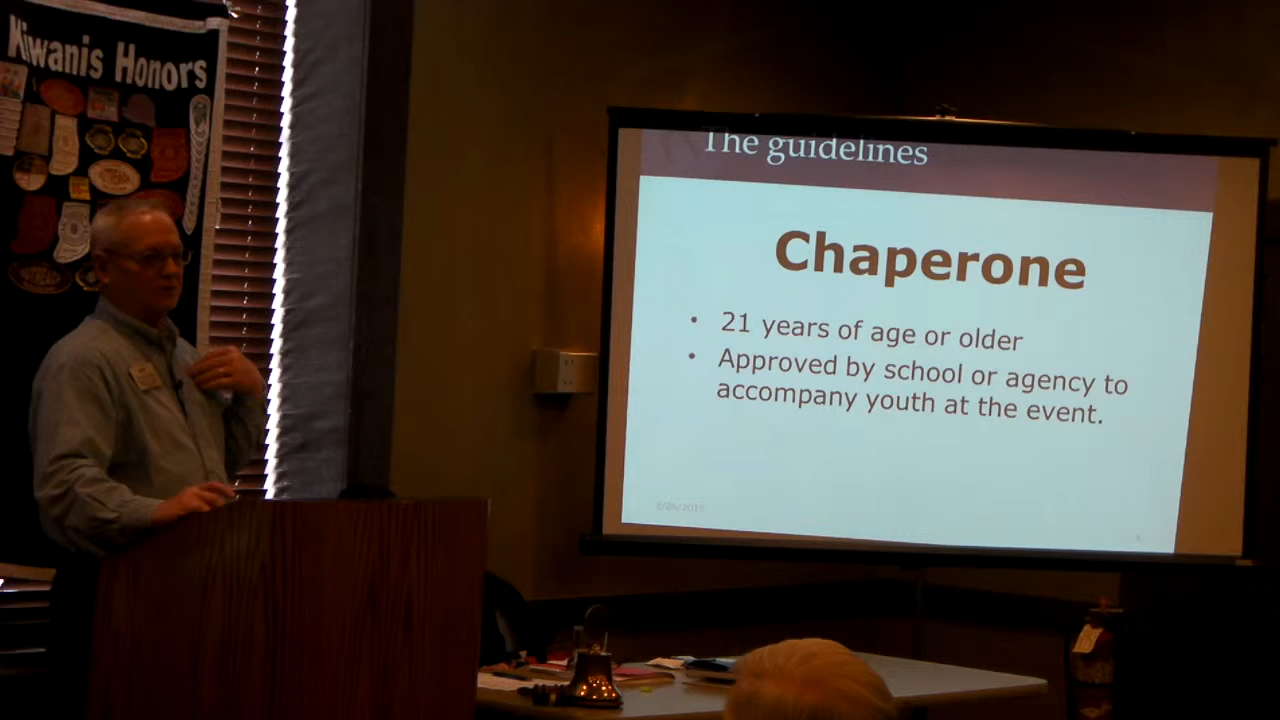 Kiwanis Honors
The guidelines
Chaperone
• 21 years of age or older
• Approved by school or agency to
accompany youth at the event.